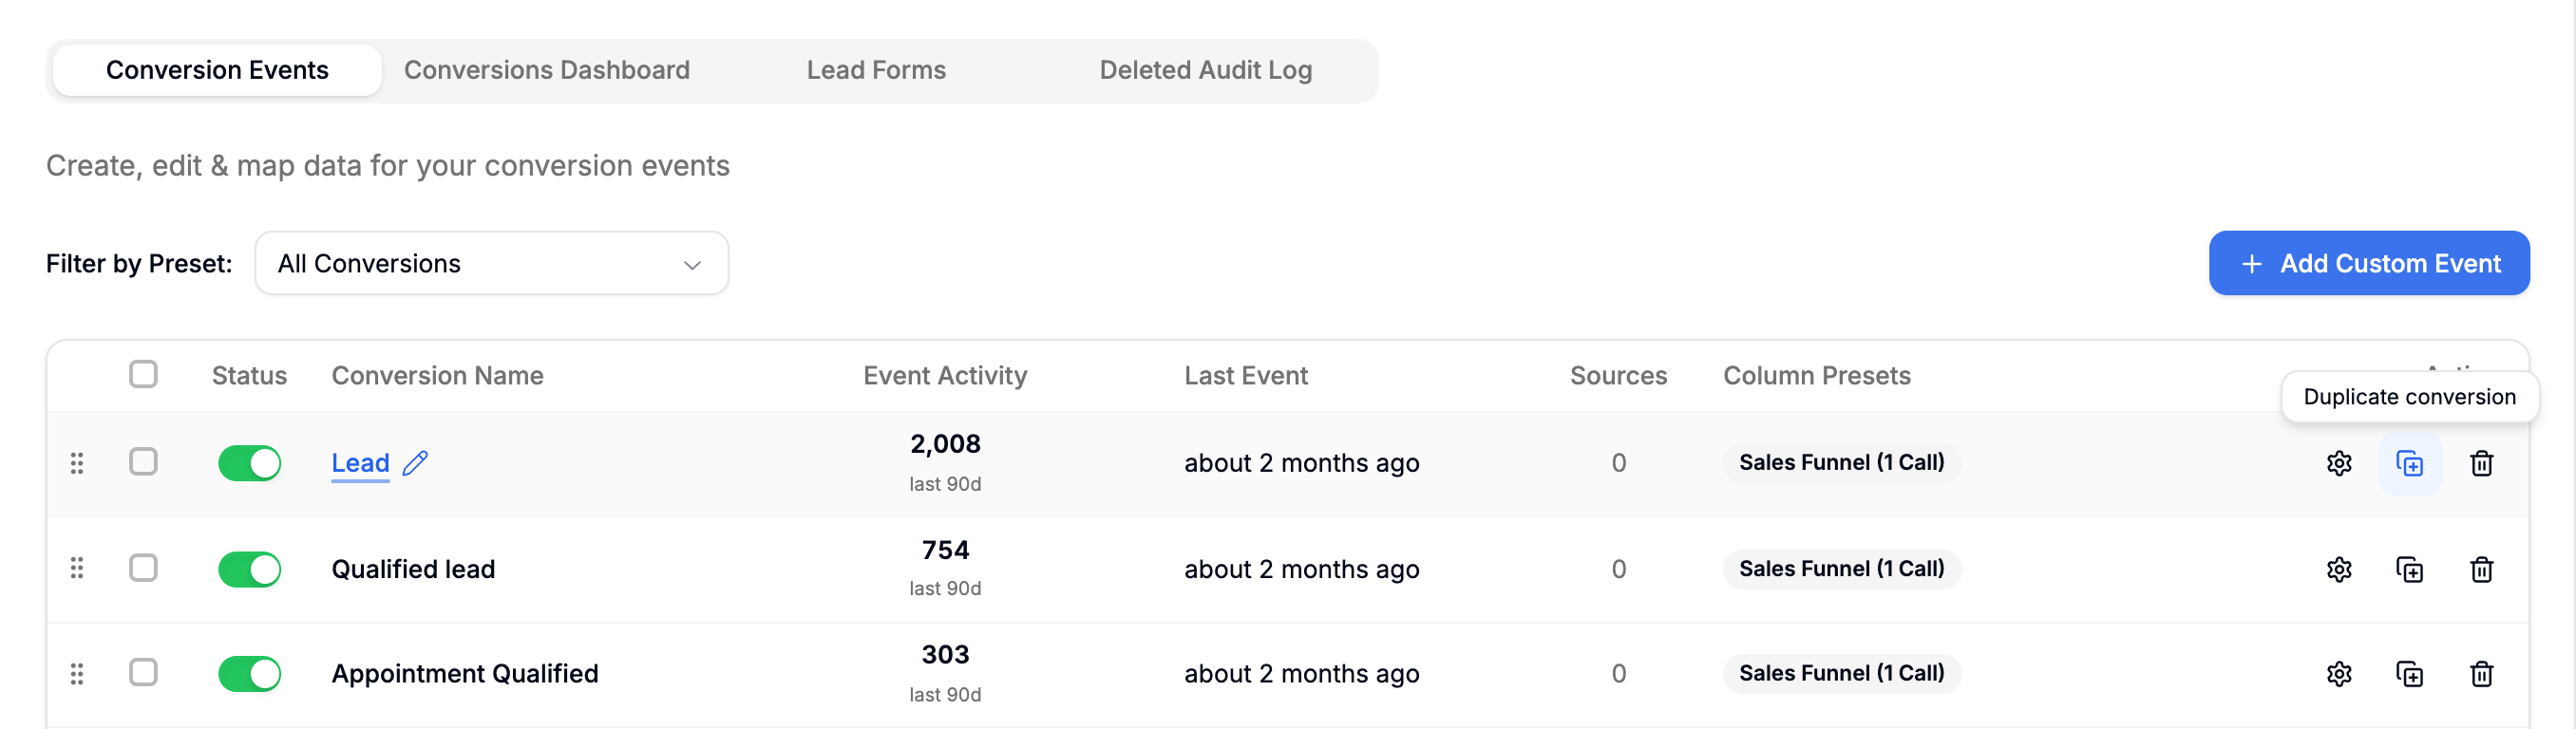 Conversion Events Conversions Dashboard Lead Forms Deleted Audit Log
Create, edit & map data for your conversion events
Filter by Preset: All Conversions + Add Custom Event
Status Conversion Name Event Activity Last Event Sources Column Presets
Duplicate conversion
Lead 2,008 last 90d about 2 months ago 0 Sales Funnel (1 Call)
Qualified lead 754 last 90d about 2 months ago 0 Sales Funnel (1 Call)
Appointment Qualified 303 last 90d about 2 months ago 0 Sales Funnel (1 Call)